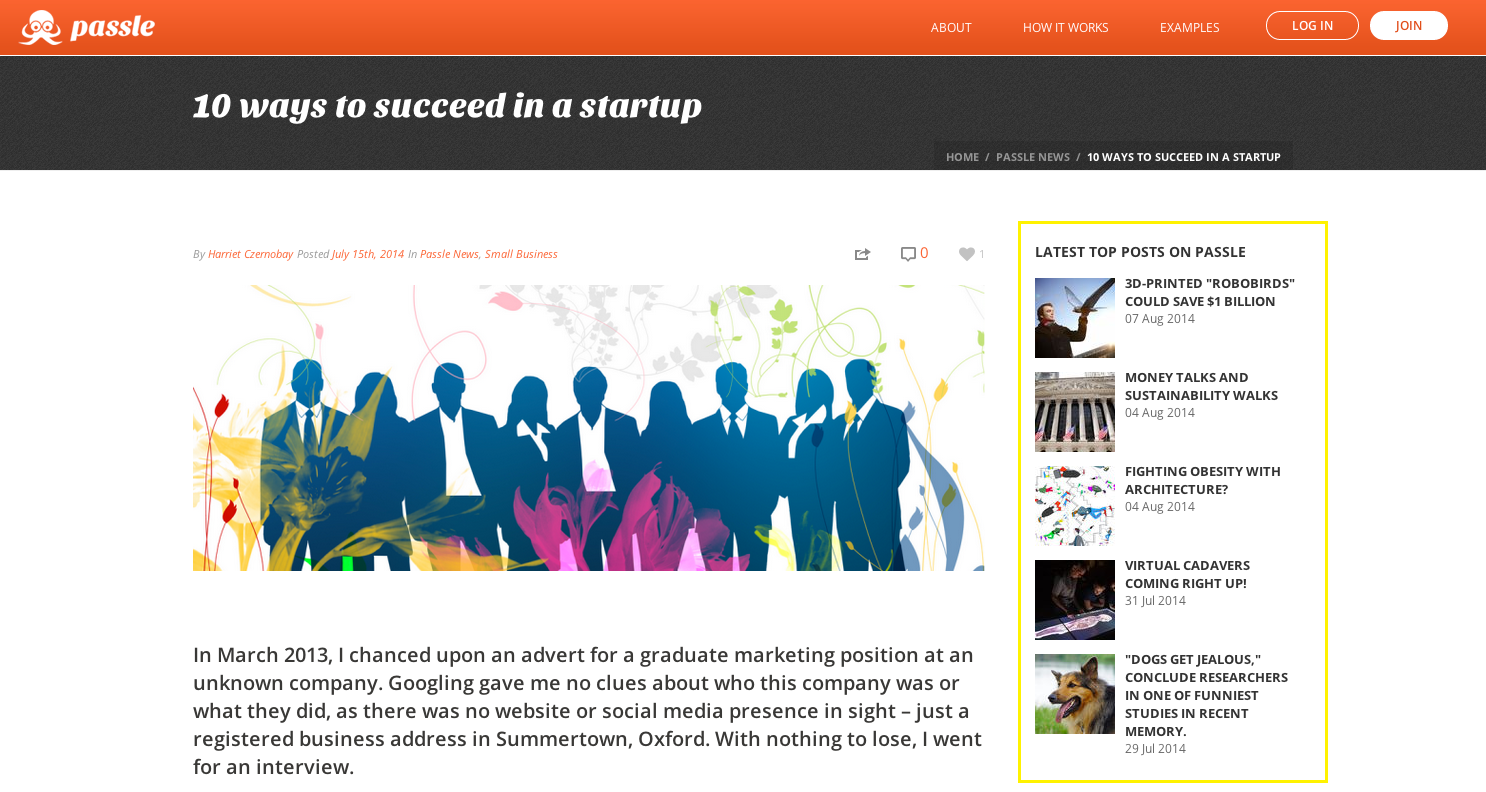 passle
ABOUT
HOW IT WORKS
EXAMPLES
LOG IN
JOIN
10 ways to succeed in a startup
HOME / PASSLE NEWS / 10 WAYS TO SUCCEED IN A STARTUP
By Harriet Czernobay Posted July 15th, 2014 In Passle News, Small Business
0
1
In March 2013, I chanced upon an advert for a graduate marketing position at an
unknown company. Googling gave me no clues about who this company was or
what they did, as there was no website or social media presence in sight – just a
registered business address in Summertown, Oxford. With nothing to lose, I went
for an interview.
LATEST TOP POSTS ON PASSLE
3D-PRINTED "ROBOBIRDS"
COULD SAVE $1 BILLION
07 Aug 2014
MONEY TALKS AND
SUSTAINABILITY WALKS
04 Aug 2014
FIGHTING OBESITY WITH
ARCHITECTURE?
04 Aug 2014
VIRTUAL CADAVERS
COMING RIGHT UP!
31 Jul 2014
"DOGS GET JEALOUS,"
CONCLUDE RESEARCHERS
IN ONE OF FUNNIEST
STUDIES IN RECENT
MEMORY.
29 Jul 2014